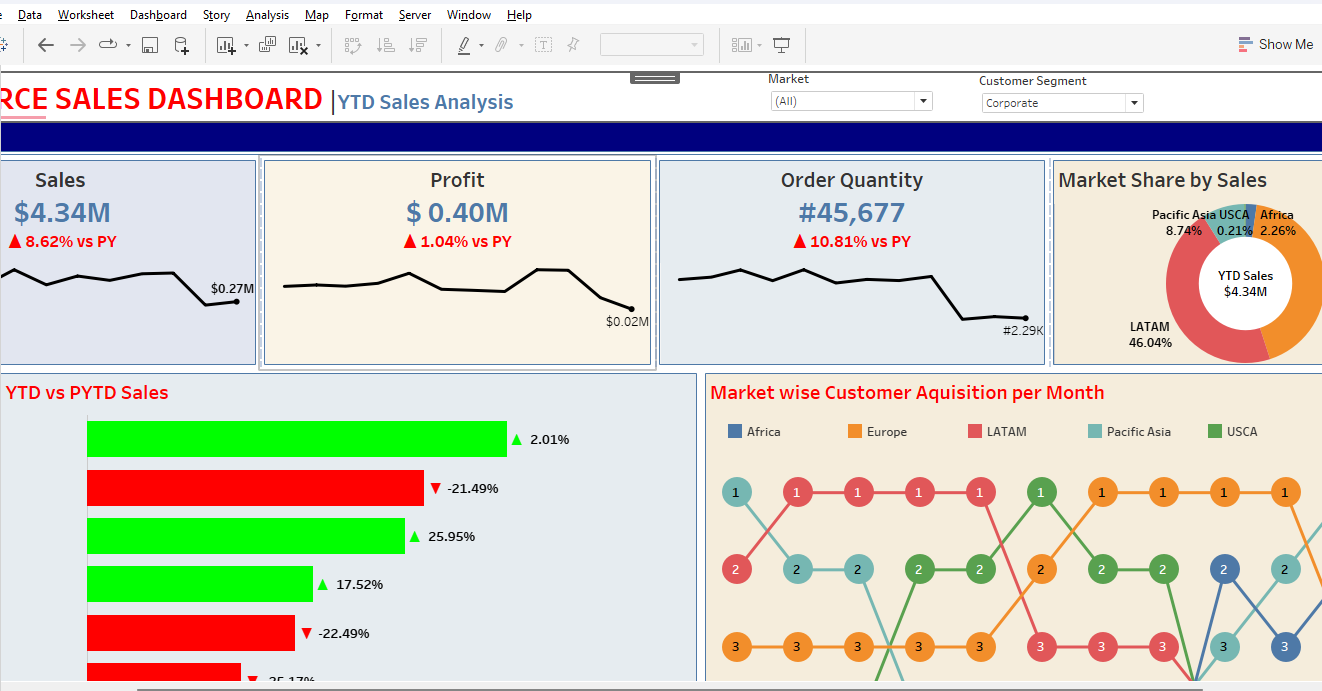 Data Worksheet Dashboard Story Analysis Map Format Server Window Help
T
Show Me
RCE SALES DASHBOARD |YTD Sales Analysis
Market
(All)
Customer Segment
Corporate
Sales
$4.34M
▲ 8.62% vs PY
$0.27M
Profit
$ 0.40M
▲ 1.04% vs PY
$0.02M
Order Quantity
#45,677
▲ 10.81% vs PY
#2.29K
Market Share by Sales
Pacific Asia USCA Africa
8.74% 0.21% 2.26%
YTD Sales
$4.34M
LATAM
46.04%
YTD vs PYTD Sales
▲ 2.01%
▼ -21.49%
▲ 25.95%
▲ 17.52%
▼ -22.49%
Market wise Customer Aquisition per Month
Africa Europe LATAM Pacific Asia USCA
1 1 1 1 1 1 1 1 1 1
2 2 2 2 2 2 2 2 2 2
3 3 3 3 3 3 3 3 3 3